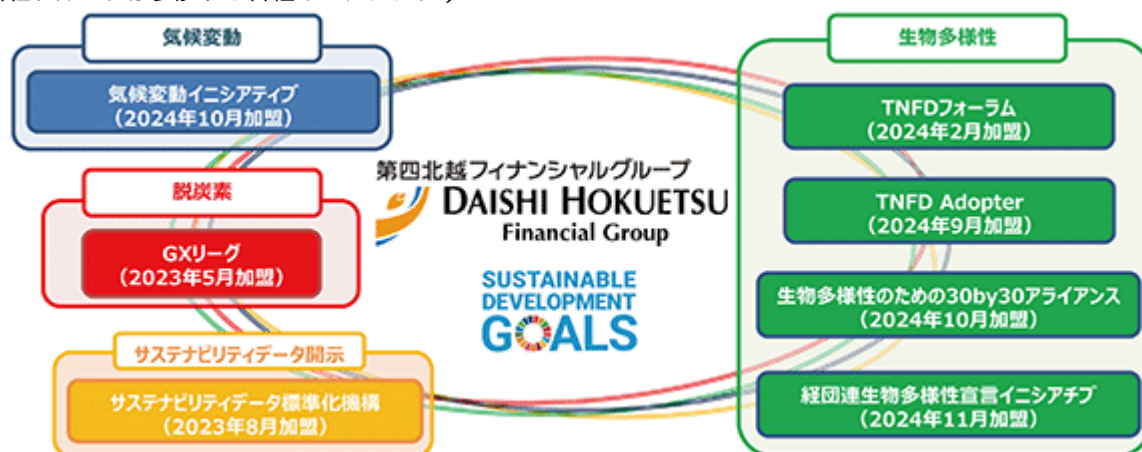 気候変動
気候変動イニシアティブ
（2024年10月加盟）
脱炭素
GXリーグ
（2023年5月加盟）
サステナビリティデータ開示
サステナビリティデータ標準化機構
（2023年8月加盟）
第四北越フィナンシャルグループ
DAISHI HOKUETSU
Financial Group
SUSTAINABLE
DEVELOPMENT
GOALS
生物多様性
TNFDフォーラム
（2024年2月加盟）
TNFD Adopter
（2024年9月加盟）
生物多様性のための30by30アライアンス
（2024年10月加盟）
経団連生物多様性宣言イニシアチブ
（2024年11月加盟）